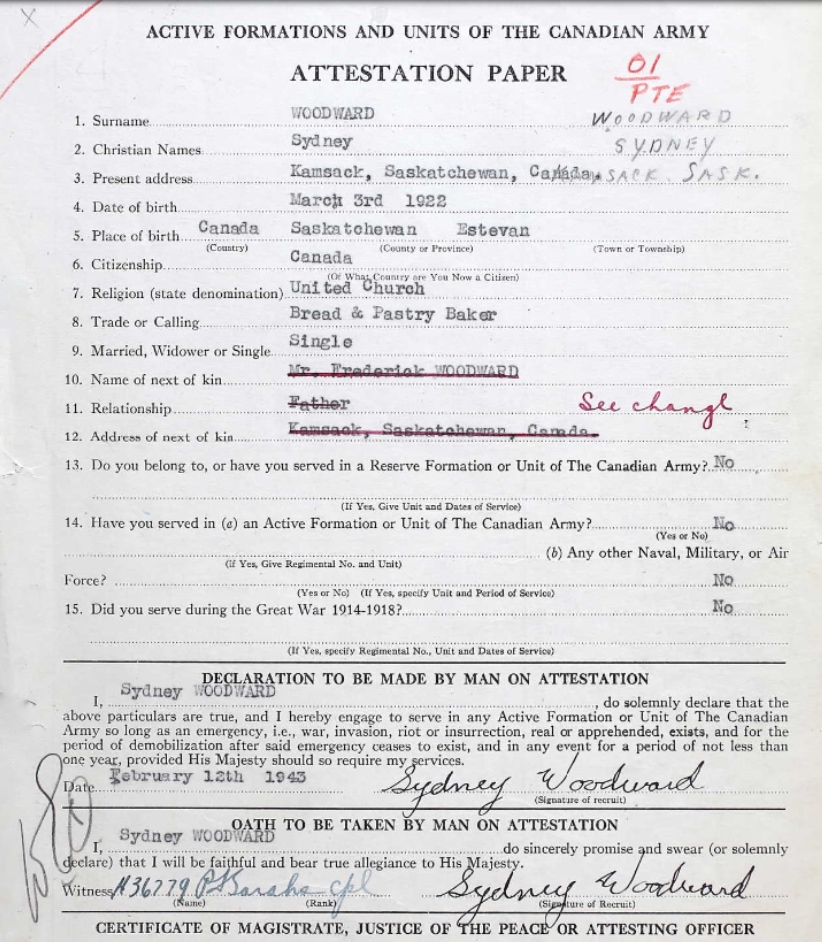 ACTIVE FORMATIONS AND UNITS OF THE CANADIAN ARMY
ATTESTATION PAPER
01
PTE
1. Surname WOODWARD WOODWARD
2. Christian Names Sydney SYDNEY
3. Present address Kamsack, Saskatchewan, Canada. KAMSACK. SASK.
4. Date of birth March 3rd 1922
5. Place of birth Canada Saskatchewan Estevan
(Country) (County or Province) (Town or Township)
6. Citizenship Canada
(Of What Country are You Now a Citizen)
7. Religion (state denomination) United Church
8. Trade or Calling Bread & Pastry Baker
9. Married, Widower or Single Single
10. Name of next of kin Mr. Frederick WOODWARD
11. Relationship Father See change
12. Address of next of kin Kamsack, Saskatchewan, Canada.
13. Do you belong to, or have you served in a Reserve Formation or Unit of The Canadian Army? No
(If Yes, Give Unit and Dates of Service)
14. Have you served in (a) an Active Formation or Unit of The Canadian Army? No
(Yes or No)
(b) Any other Naval, Military, or Air
(If Yes, Give Regimental No. and Unit)
Force? No
(Yes or No) (If Yes, specify Unit and Period of Service)
15. Did you serve during the Great War 1914-1918? No
(If Yes, specify Regimental No., Unit and Dates of Service)
DECLARATION TO BE MADE BY MAN ON ATTESTATION
I, Sydney WOODWARD, do solemnly declare that the
above particulars are true, and I hereby engage to serve in any Active Formation or Unit of The Canadian
Army so long as an emergency, i.e., war, invasion, riot or insurrection, real or apprehended, exists, and for the
period of demobilization after said emergency ceases to exist, and in any event for a period of not less than
one year, provided His Majesty should so require my services.
Date February 12th 1943 Sydney Woodward
(Signature of recruit)
OATH TO BE TAKEN BY MAN ON ATTESTATION
I, Sydney WOODWARD do sincerely promise and swear (or solemnly
declare) that I will be faithful and bear true allegiance to His Majesty.
Witness H36779 Cpl Sydney Woodward
(Name) (Rank) (Signature of Recruit)
CERTIFICATE OF MAGISTRATE, JUSTICE OF THE PEACE OR ATTESTING OFFICER